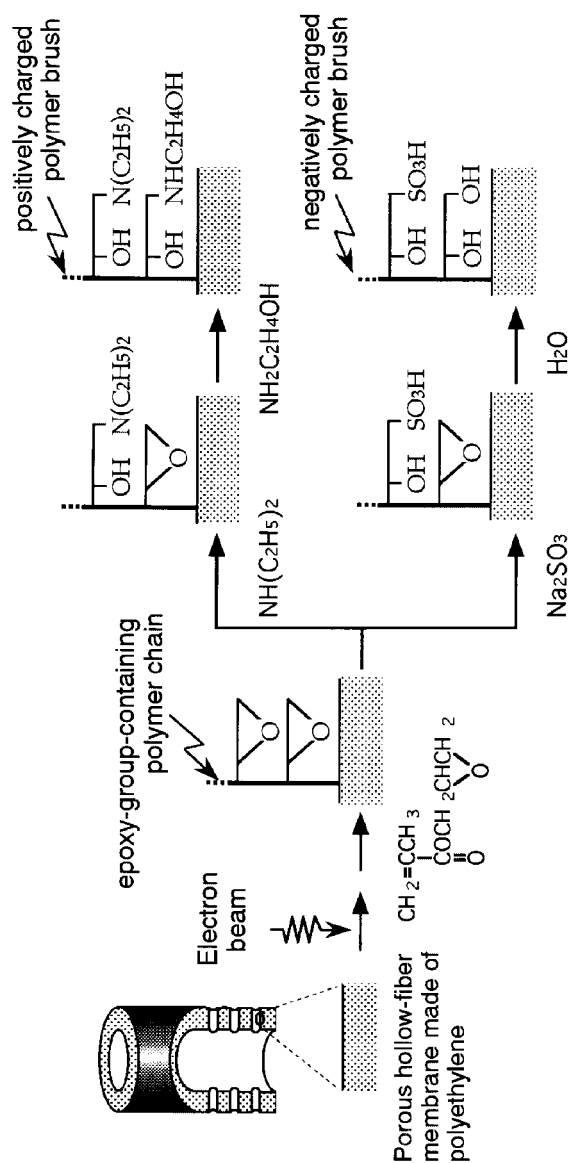 Porous hollow-fiber
membrane made of
polyethylene
Electron
beam
CH2=CCH3
COCH2CHCH2
O
O
epoxy-group-containing
polymer chain
O
O
NH(C2H5)2
OH N(C2H5)2
O
NH2C2H4OH
positively charged
polymer brush
OH N(C2H5)2
OH NHC2H4OH
Na2SO3
OH SO3H
O
H2O
negatively charged
polymer brush
OH SO3H
OH OH